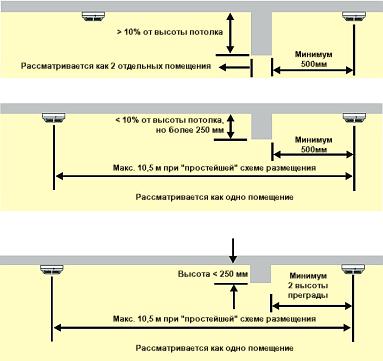 > 10% от высоты потолка
Минимум
500мм
Рассматривается как 2 отдельных помещения
< 10% от высоты потолка,
но более 250 мм
Минимум
500мм
Макс. 10,5 м при "простейшей" схеме размещения
Рассматривается как одно помещение
Высота < 250 мм
Минимум
2 высоты
преграды
Макс. 10,5 м при "простейшей" схеме размещения
Рассматривается как одно помещение